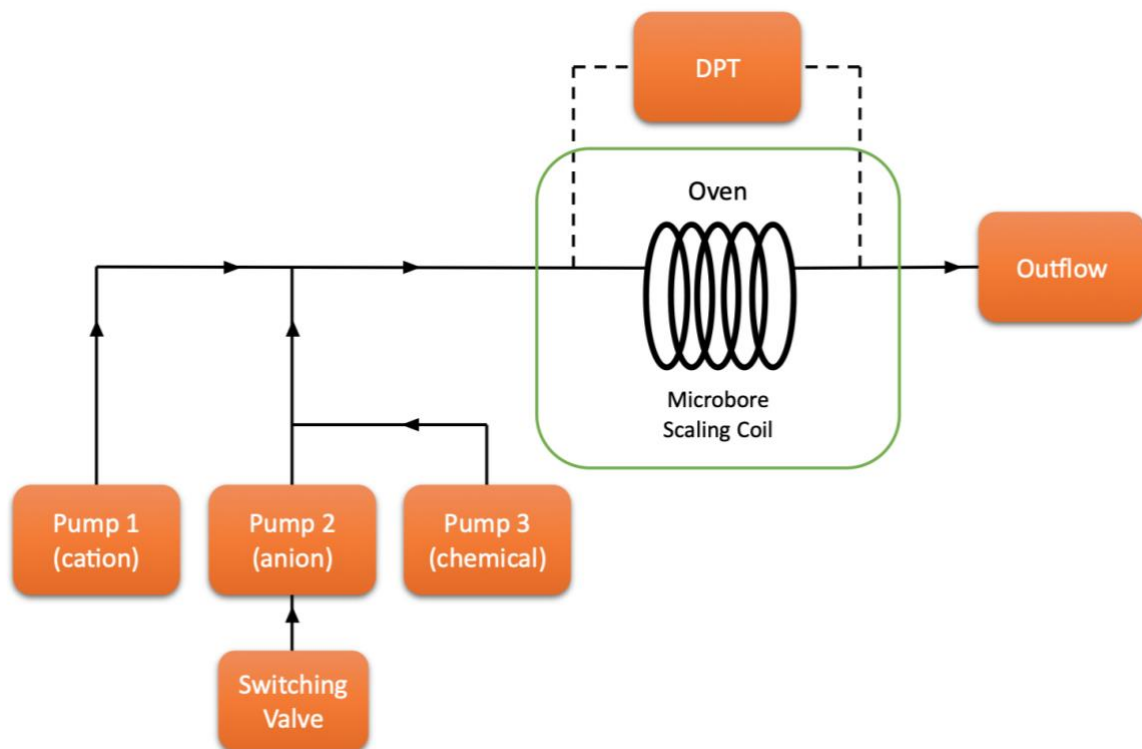 DPT
Oven
Outflow
Microbore
Scaling Coil
Pump 1
(cation)
Pump 2
(anion)
Pump 3
(chemical)
Switching
Valve